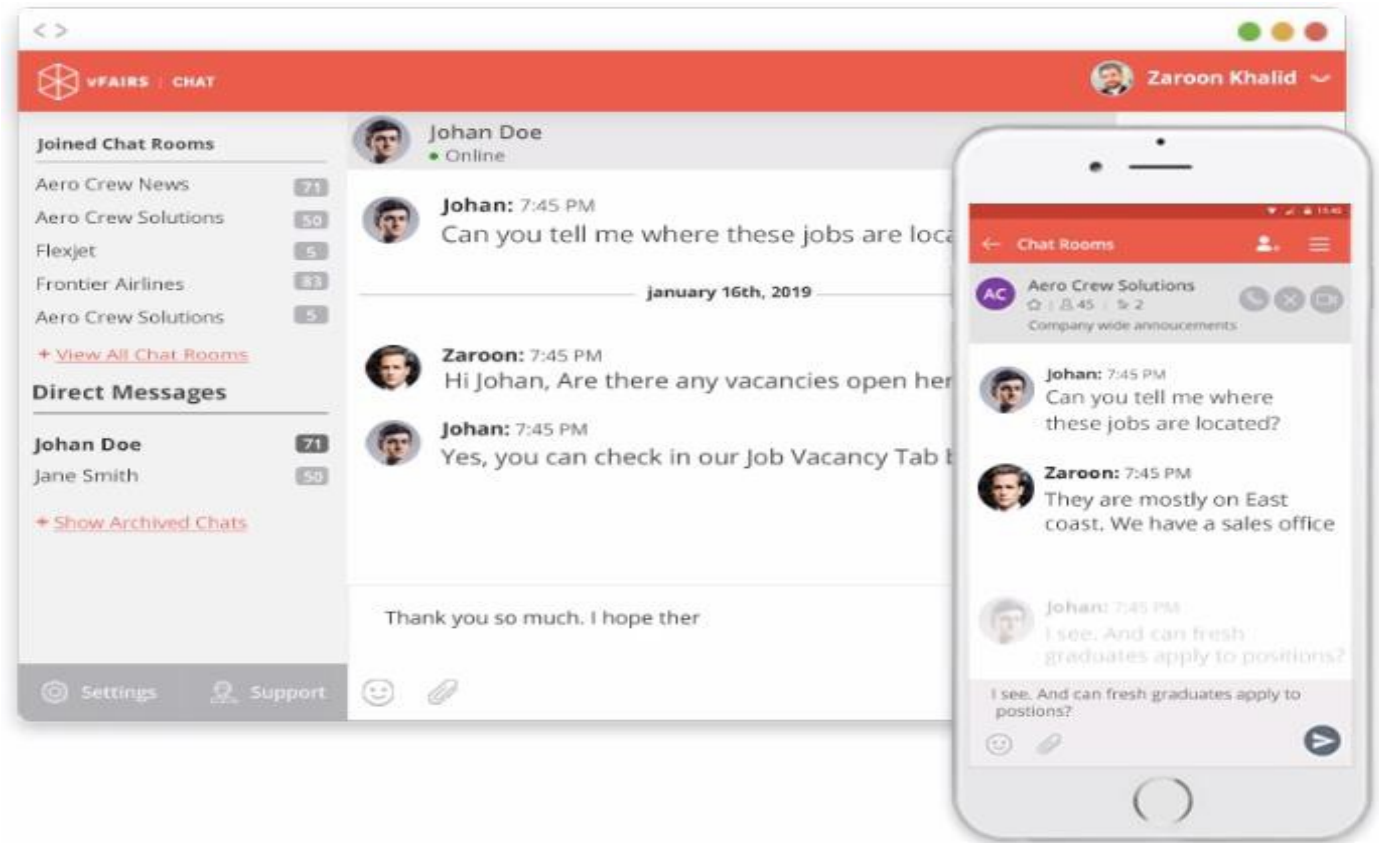 < >
vFAIRS | CHAT
Zaroon Khalid
Joined Chat Rooms
Aero Crew News 71
Aero Crew Solutions 50
Flexjet 5
Frontier Airlines 83
Aero Crew Solutions 5
+ View All Chat Rooms
Direct Messages
Johan Doe 71
Jane Smith 50
+ Show Archived Chats
Settings Support
Johan Doe
Online
Johan: 7:45 PM
Can you tell me where these jobs are loca
january 16th, 2019
Zaroon: 7:45 PM
Hi Johan, Are there any vacancies open her
Johan: 7:45 PM
Yes, you can check in our Job Vacancy Tab b
Thank you so much. I hope ther
Chat Rooms
AC
Aero Crew Solutions
45 | 2
Company wide annoucements
Johan: 7:45 PM
Can you tell me where
these jobs are located?
Zaroon: 7:45 PM
They are mostly on East
coast. We have a sales office
Johan: 7:45 PM
I see. And can fresh
graduates apply to positions?
I see. And can fresh graduates apply to
postions?